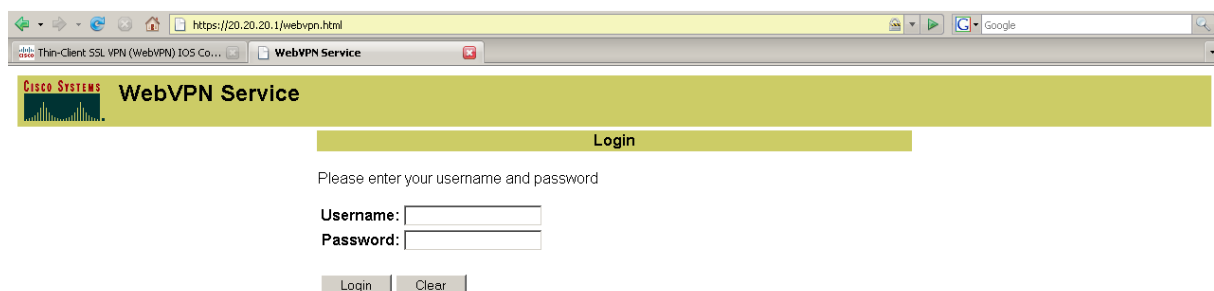 https://20.20.20.1/webvpn.html
Google
Thin-Client SSL VPN (WebVPN) IOS Co...
WebVPN Service
CISCO SYSTEMS
WebVPN Service
Login
Please enter your username and password
Username:
Password:
Login
Clear